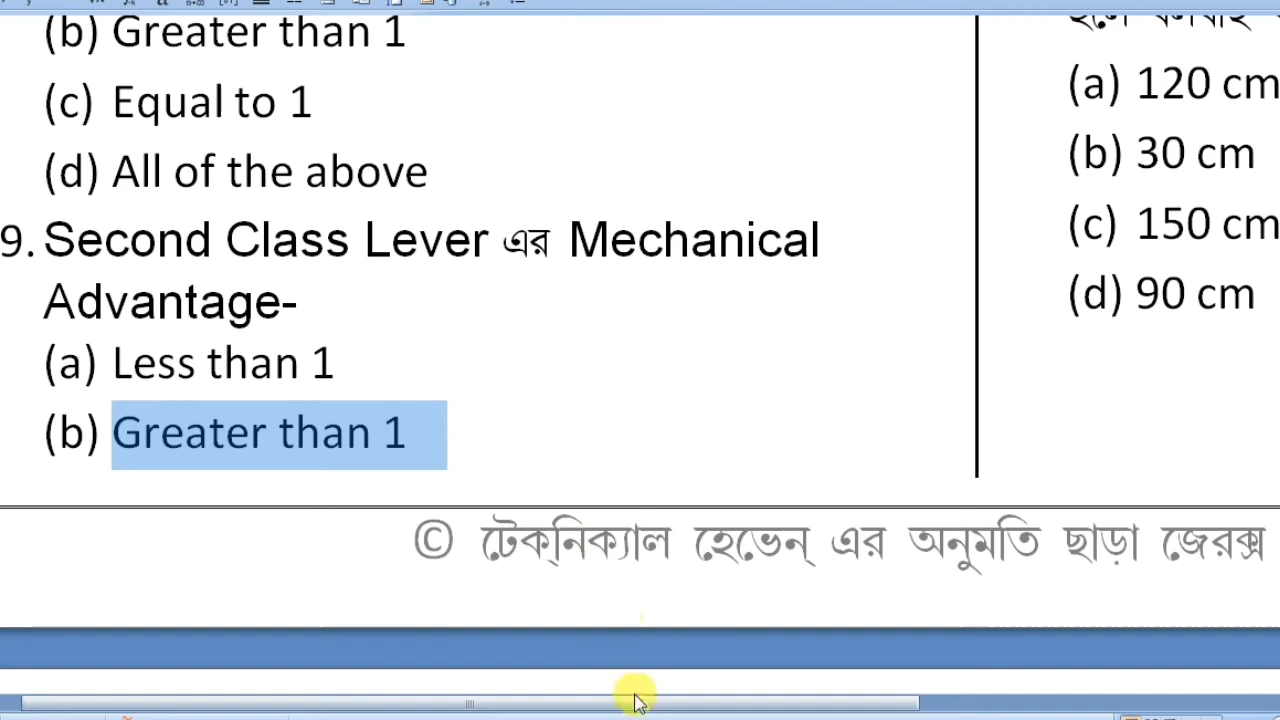 (b) Greater than 1
(c) Equal to 1
(d) All of the above
9. Second Class Lever এর Mechanical
Advantage-
(a) Less than 1
(b) Greater than 1
(a) 120 cm
(b) 30 cm
(c) 150 cm
(d) 90 cm
© টেক্‌নিক্যাল হেভেন্ এর অনুমতি ছাড়া জেরক্স